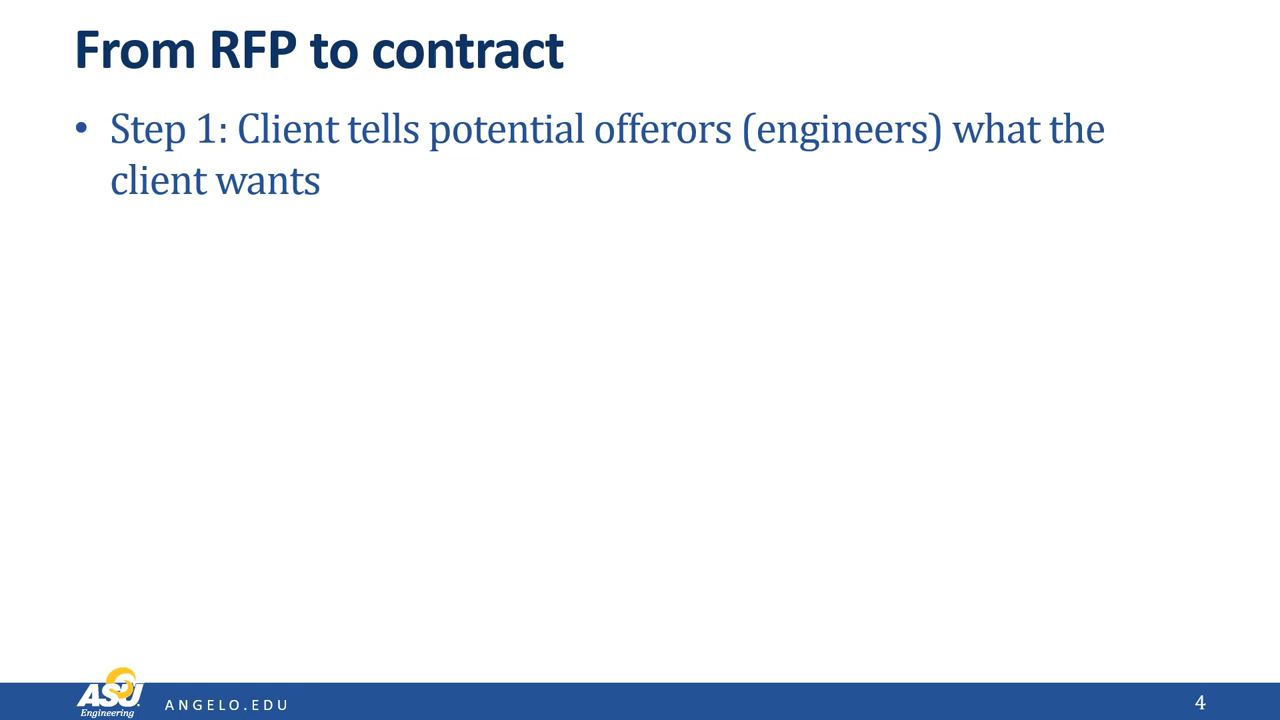 From RFP to contract
• Step 1: Client tells potential offerors (engineers) what the
client wants
ASU
Engineering
ANGELO.EDU
4